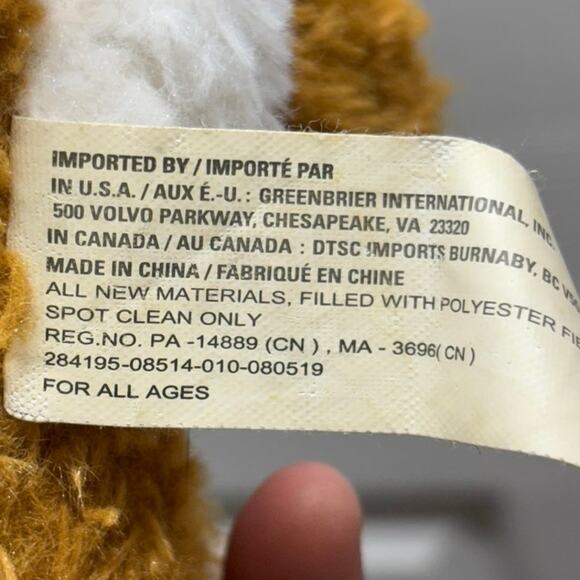 IMPORTED BY / IMPORTÉ PAR
IN U.S.A. / AUX É.-U. : GREENBRIER INTERNATIONAL, INC.
500 VOLVO PARKWAY, CHESAPEAKE, VA 23320
IN CANADA / AU CANADA : DTSC IMPORTS BURNABY, BC
MADE IN CHINA / FABRIQUÉ EN CHINE
ALL NEW MATERIALS, FILLED WITH POLYESTER
SPOT CLEAN ONLY
REG.NO. PA -14889 (CN ) , MA - 3696( CN )
284195-08514-010-080519
FOR ALL AGES